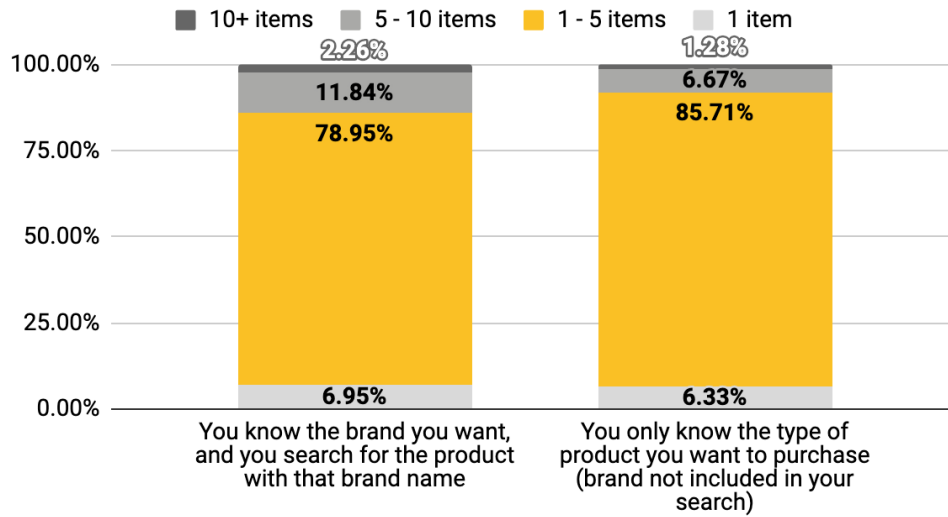 10+ items 5 - 10 items 1 - 5 items 1 item
2.26% 1.28%
100.00%
11.84% 6.67%
78.95% 85.71%
75.00%
50.00%
25.00%
6.95% 6.33%
0.00%
You know the brand you want,
and you search for the product
with that brand name
You only know the type of
product you want to purchase
(brand not included in your
search)